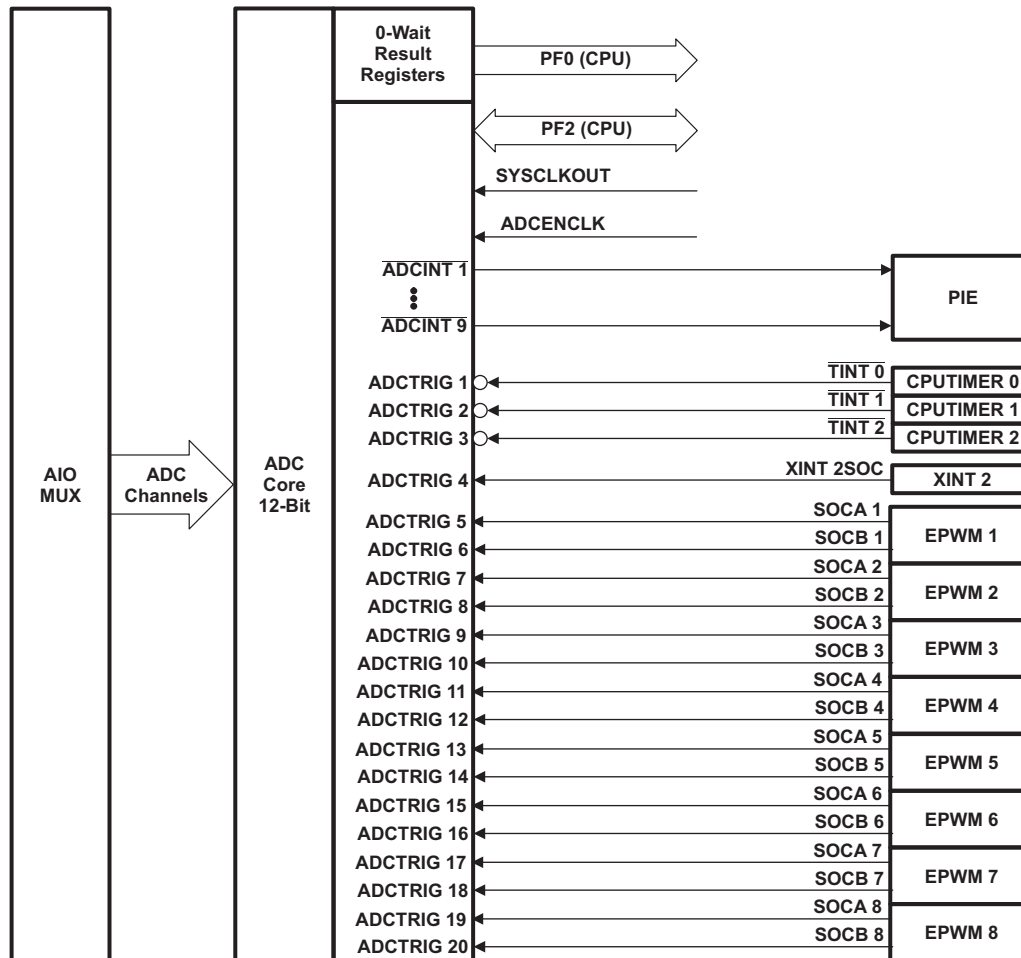 0-Wait
Result
Registers
PF0 (CPU)
PF2 (CPU)
SYSCLKOUT
ADCENCLK
ADCINT 1
ADCINT 9
PIE
ADCTRIG 1
TINT 0
CPUTIMER 0
ADCTRIG 2
TINT 1
CPUTIMER 1
ADCTRIG 3
TINT 2
CPUTIMER 2
AIO
MUX
ADC
Channels
ADC
Core
12-Bit
ADCTRIG 4
XINT 2SOC
XINT 2
ADCTRIG 5
SOCA 1
EPWM 1
ADCTRIG 6
SOCB 1
ADCTRIG 7
SOCA 2
EPWM 2
ADCTRIG 8
SOCB 2
ADCTRIG 9
SOCA 3
EPWM 3
ADCTRIG 10
SOCB 3
ADCTRIG 11
SOCA 4
EPWM 4
ADCTRIG 12
SOCB 4
ADCTRIG 13
SOCA 5
EPWM 5
ADCTRIG 14
SOCB 5
ADCTRIG 15
SOCA 6
EPWM 6
ADCTRIG 16
SOCB 6
ADCTRIG 17
SOCA 7
EPWM 7
ADCTRIG 18
SOCB 7
ADCTRIG 19
SOCA 8
EPWM 8
ADCTRIG 20
SOCB 8